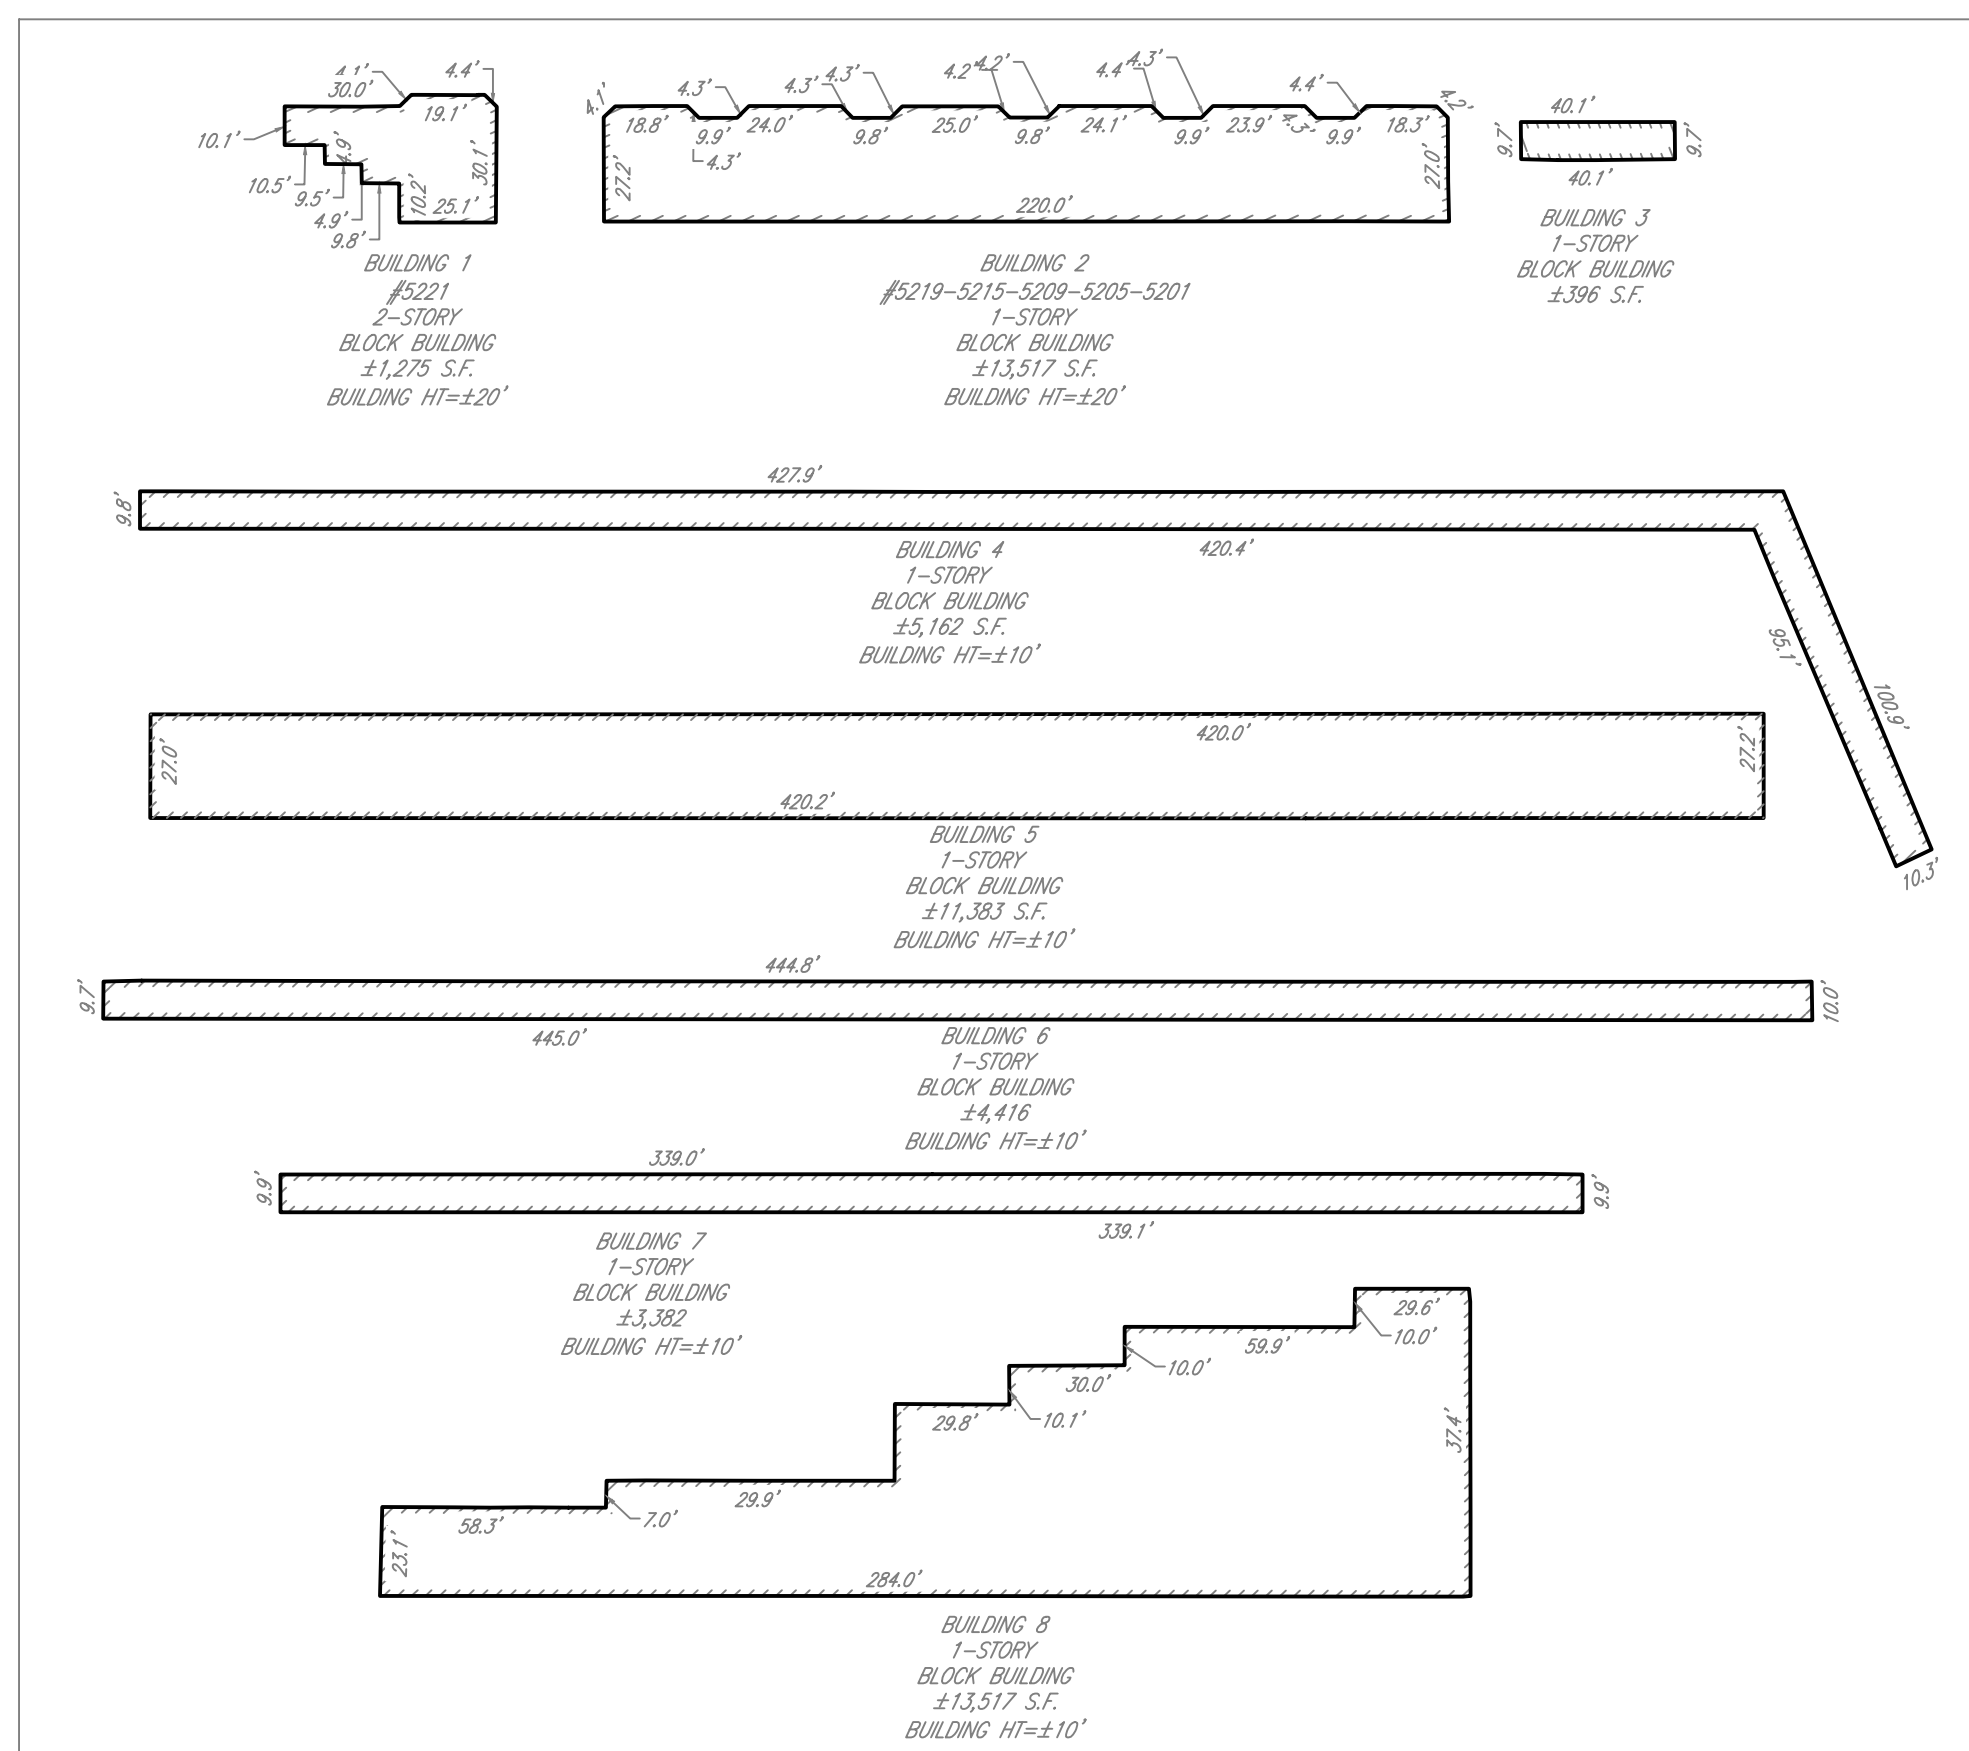 4.1'
30.0'
19.1'
4.4'
10.1'
4.9'
30.1'
10.5'
9.5'
4.9'
9.8'
10.2'
25.1'
BUILDING 1
#5221
2-STORY
BLOCK BUILDING
±1,275 S.F.
BUILDING HT=±20'
4.1'
18.8'
4.3'
9.9'
4.3'
24.0'
4.3'
4.3'
9.8'
25.0'
4.2'
4.2'
9.8'
24.1'
4.4'
4.3'
9.9'
23.9'
4.3'
4.4'
9.9'
18.3'
4.2'
27.2'
27.0'
220.0'
BUILDING 2
#5219-5215-5209-5205-5201
1-STORY
BLOCK BUILDING
±13,517 S.F.
BUILDING HT=±20'
40.1'
9.7'
9.7'
40.1'
BUILDING 3
1-STORY
BLOCK BUILDING
±396 S.F.
427.9'
9.8'
420.4'
95.1'
100.9'
10.3'
BUILDING 4
1-STORY
BLOCK BUILDING
±5,162 S.F.
BUILDING HT=±10'
420.0'
27.0'
27.2'
420.2'
BUILDING 5
1-STORY
BLOCK BUILDING
±11,383 S.F.
BUILDING HT=±10'
444.8'
9.7'
10.0'
445.0'
BUILDING 6
1-STORY
BLOCK BUILDING
±4,416
BUILDING HT=±10'
339.0'
9.9'
9.9'
339.1'
BUILDING 7
1-STORY
BLOCK BUILDING
±3,382
BUILDING HT=±10'
29.6'
10.0'
59.9'
10.0'
30.0'
10.1'
29.8'
37.4'
29.9'
7.0'
58.3'
23.1'
284.0'
BUILDING 8
1-STORY
BLOCK BUILDING
±13,517 S.F.
BUILDING HT=±10'